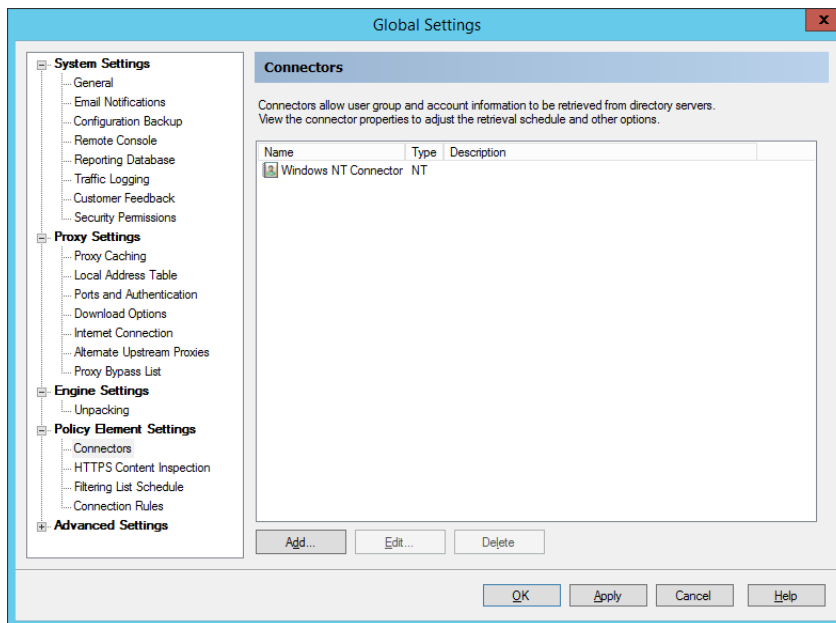 Global Settings
x
System Settings
General
Email Notifications
Configuration Backup
Remote Console
Reporting Database
Traffic Logging
Customer Feedback
Security Permissions
Proxy Settings
Proxy Caching
Local Address Table
Ports and Authentication
Download Options
Internet Connection
Alternate Upstream Proxies
Proxy Bypass List
Engine Settings
Unpacking
Policy Element Settings
Connectors
HTTPS Content Inspection
Filtering List Schedule
Connection Rules
Advanced Settings
Connectors
Connectors allow user group and account information to be retrieved from directory servers.
View the connector properties to adjust the retrieval schedule and other options.
Name Type Description
Windows NT Connector NT
Add... Edit... Delete
OK Apply Cancel Help